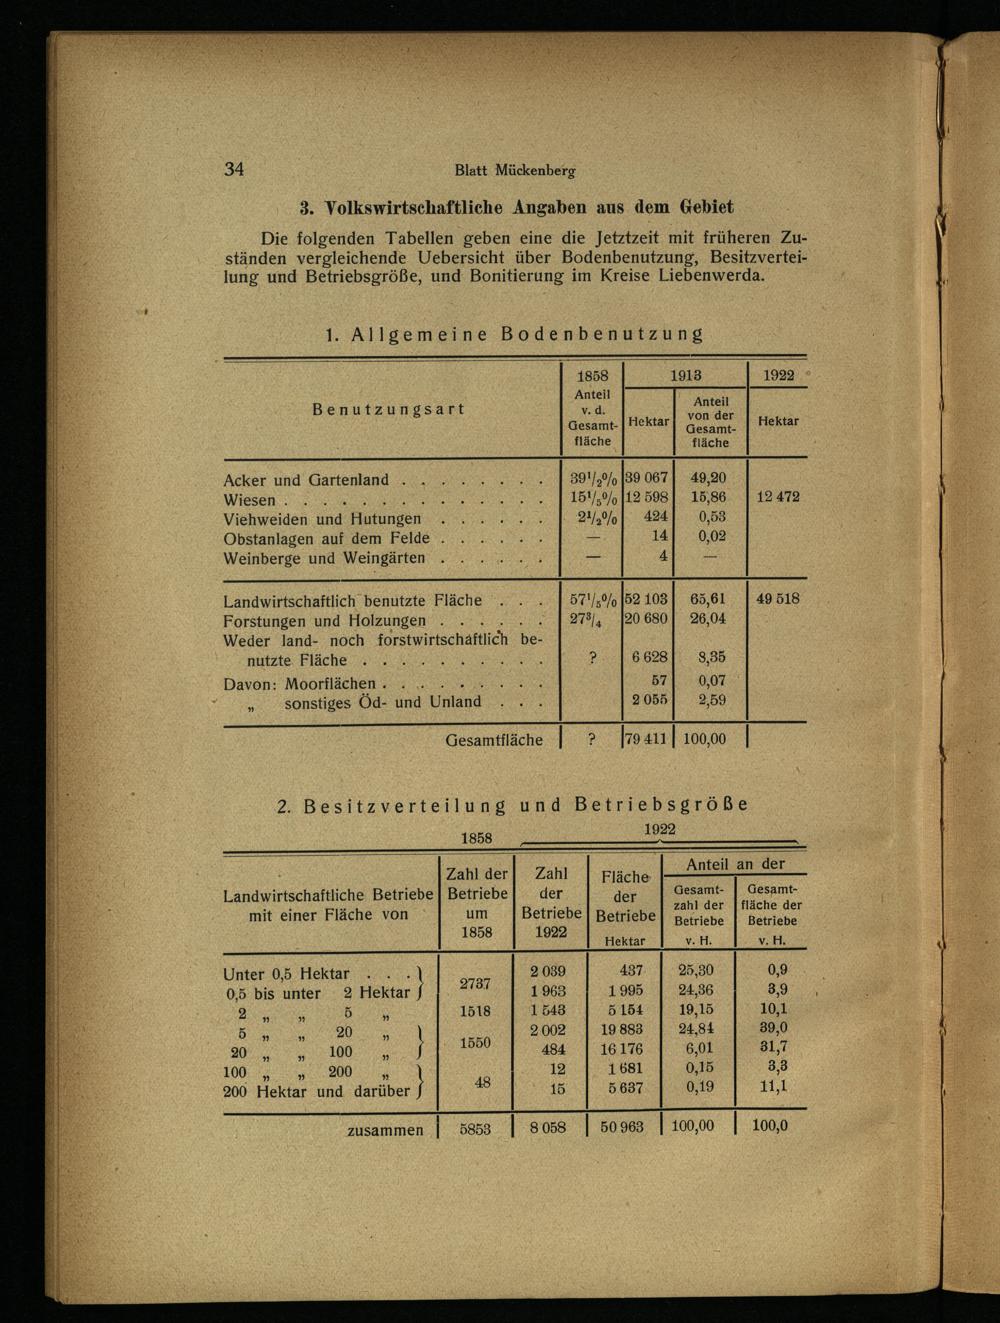 34 Blatt Mückenberg
3. Volkswirtschaftliche Angaben aus dem Gebiet
Die folgenden Tabellen geben eine die Jetztzeit mit früheren Zu-
ständen vergleichende Uebersicht über Bodenbenutzung, Besitzvertei-
lung und Betriebsgröße, und Bonitierung im Kreise Liebenwerda.
1. Allgemeine Bodenbenutzung
Benutzungsart
1858
Anteil
v. d.
Gesamt-
fläche
1913
Hektar
Anteil
von der
Gesamt-
fläche
1922
Hektar
Acker und Gartenland . . . . . . . . 39 1/2% 39 067 49,20
Wiesen . . . . . . . . . . . . . . 15 1/5% 12 598 15,86 12 472
Viehweiden und Hutungen . . . . . . 2 1/2% 424 0,53
Obstanlagen auf dem Felde . . . . . . — 14 0,02
Weinberge und Weingärten . . . . . . — 4 —
Landwirtschaftlich benutzte Fläche . . . 57 1/5% 52 103 65,61 49 518
Forstungen und Holzungen . . . . . . 27 3/4 20 680 26,04
Weder land- noch forstwirtschaftlich be-
nutzte Fläche . . . . . . . . . . ? 6 628 8,35
Davon: Moorflächen . . . . . . . . . 57 0,07
„ sonstiges Öd- und Unland . . . 2 055 2,59
Gesamtfläche ? 79 411 100,00
2. Besitzverteilung und Betriebsgröße
1858 1922
Landwirtschaftliche Betriebe
mit einer Fläche von
Zahl der
Betriebe
um
1858
Zahl
der
Betriebe
1922
Fläche
der
Betriebe
Hektar
Anteil an der
Gesamt-
zahl der
Betriebe
v. H.
Gesamt-
fläche der
Betriebe
v. H.
Unter 0,5 Hektar . . . } 2737 2 039 437 25,30 0,9
0,5 bis unter 2 Hektar } 1 963 1 995 24,36 3,9
2 „ „ 5 „ 1518 1 543 5 154 19,15 10,1
5 „ „ 20 „ } 1550 2 002 19 883 24,84 39,0
20 „ „ 100 „ } 484 16 176 6,01 31,7
100 „ „ 200 „ } 48 12 1 681 0,15 3,3
200 Hektar und darüber } 15 5 637 0,19 11,1
zusammen 5853 8 058 50 963 100,00 100,0